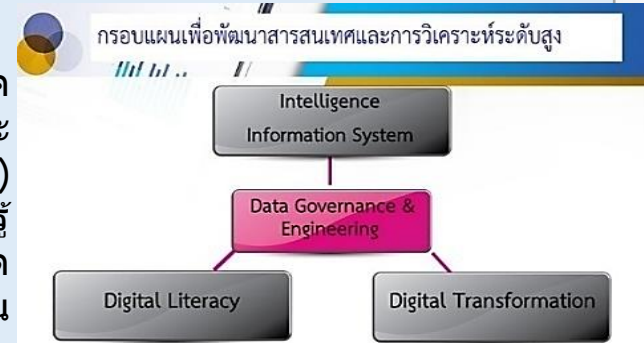 กรอบแผนเพื่อพัฒนาสารสนเทศและการวิเคราะห์ระดับสูง
Intelligence
Information System
Data Governance &
Engineering
Digital Literacy
Digital Transformation